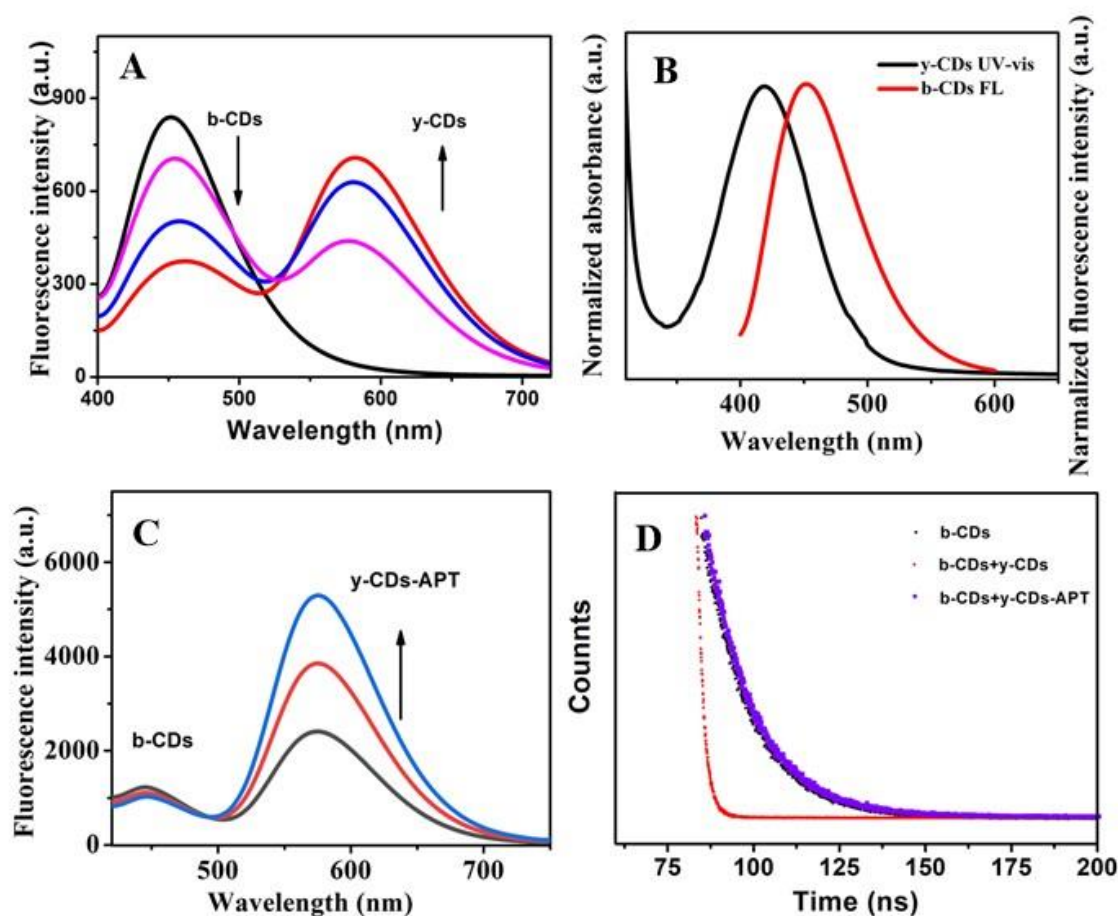 A
Fluorescence intensity (a.u.)
900
600
300
0
b-CDs
y-CDs
400
500
600
700
Wavelength (nm)
B
Normalized absorbance (a.u.)
y-CDs UV-vis
b-CDs FL
Narmalized fluorescence intensity (a.u.)
400
500
600
Wavelength (nm)
C
Fluorescence intensity (a.u.)
6000
4000
2000
0
b-CDs
y-CDs-APT
500
600
700
Wavelength (nm)
D
Counnts
b-CDs
b-CDs+y-CDs
b-CDs+y-CDs-APT
75
100
125
150
175
200
Time (ns)